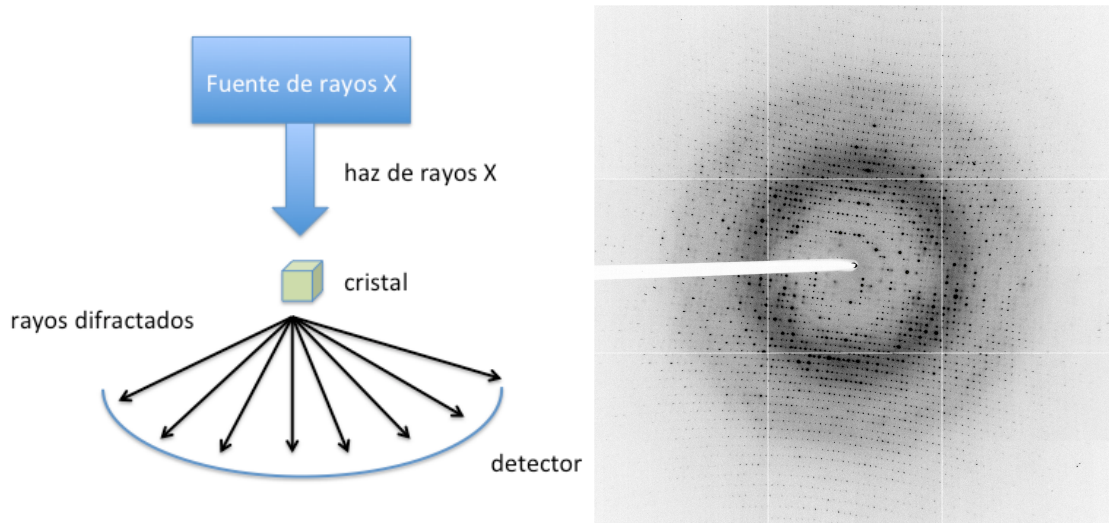 Fuente de rayos X
haz de rayos X
cristal
rayos difractados
detector